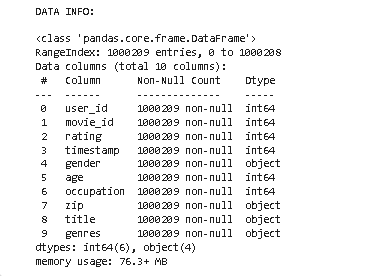 DATA INFO:
<class 'pandas.core.frame.DataFrame'>
RangeIndex: 1000209 entries, 0 to 1000208
Data columns (total 10 columns):
 #   Column      Non-Null Count    Dtype
---  ------      --------------    -----
 0   user_id     1000209 non-null  int64
 1   movie_id    1000209 non-null  int64
 2   rating      1000209 non-null  int64
 3   timestamp   1000209 non-null  int64
 4   gender      1000209 non-null  object
 5   age         1000209 non-null  int64
 6   occupation  1000209 non-null  int64
 7   zip         1000209 non-null  object
 8   title       1000209 non-null  object
 9   genres      1000209 non-null  object
dtypes: int64(6), object(4)
memory usage: 76.3+ MB